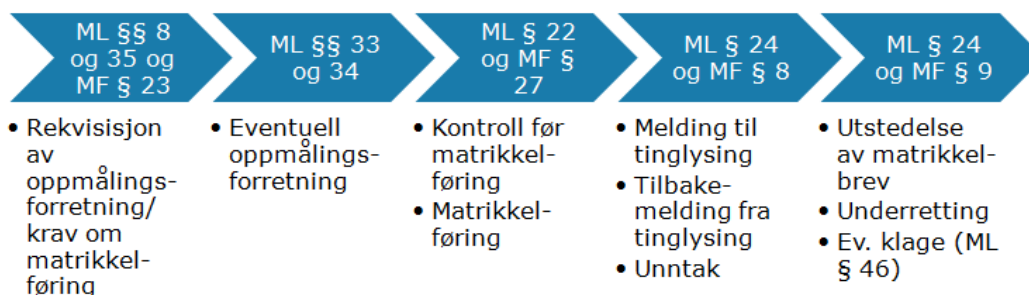 ML §§ 8
og 35 og
MF § 23
ML §§ 33
og 34
ML § 22
og MF §
27
ML § 24
og MF § 8
ML § 24
og MF § 9
• Rekvisisjon
av
oppmålings-
forretning/
krav om
matrikkel-
føring
• Eventuell
oppmålings-
forretning
• Kontroll før
matrikkel-
føring
• Matrikkel-
føring
• Melding til
tinglysing
• Tilbake-
melding fra
tinglysing
• Unntak
• Utstedelse
av matrikkel-
brev
• Underretting
• Ev. klage (ML
§ 46)